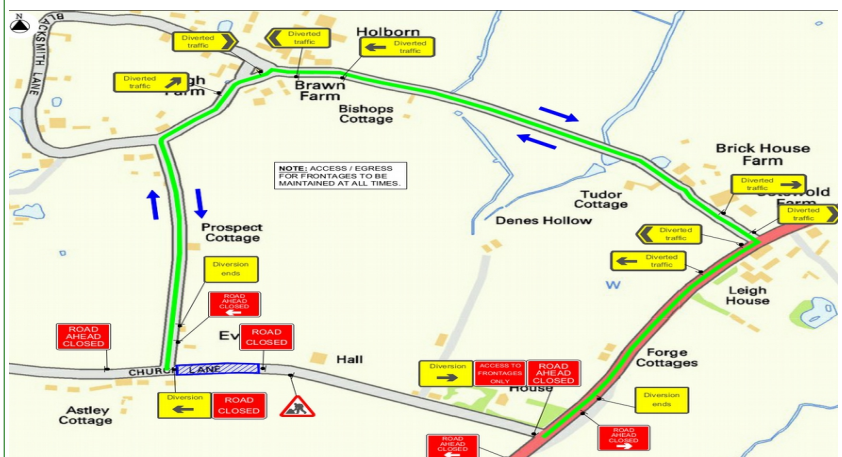 N
BLACKSMITH LANE
Diverted
traffic
Diverted
traffic
Holborn
Diverted
traffic
Diverted
traffic
Farm
Brawn
Farm
Bishops
Cottage
NOTE: ACCESS / EGRESS
FOR FRONTAGES TO BE
MAINTAINED AT ALL TIMES.
Brick House
Farm
Diverted
traffic
Tudor
Cottage
Farm
Diverted
traffic
Denes Hollow
Prospect
Cottage
Diverted
traffic
Diverted
traffic
Diversion
ends
W
Leigh
House
ROAD
AHEAD
CLOSED
ROAD
AHEAD
CLOSED
ROAD
CLOSED
Hall
Forge
Cottages
CHURCH LANE
Diversion
ACCESS TO
FRONTAGES
ONLY
ROAD
AHEAD
CLOSED
House
Astley
Cottage
Diversion
ROAD
CLOSED
Diversion
ends
ROAD
AHEAD
CLOSED
ROAD
AHEAD
CLOSED